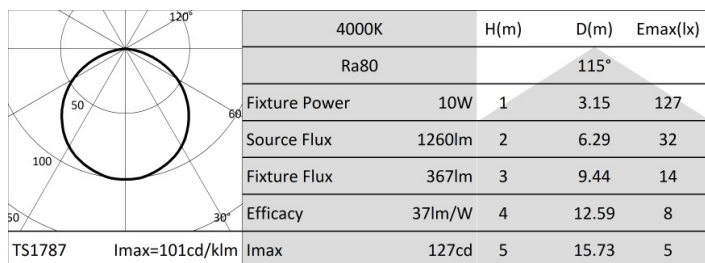 120°
50
60
100
50
30°
TS1787 Imax=101cd/klm
4000K H(m) D(m) Emax(lx)
Ra80 115°
Fixture Power 10W 1 3.15 127
Source Flux 1260lm 2 6.29 32
Fixture Flux 367lm 3 9.44 14
Efficacy 37lm/W 4 12.59 8
Imax 127cd 5 15.73 5